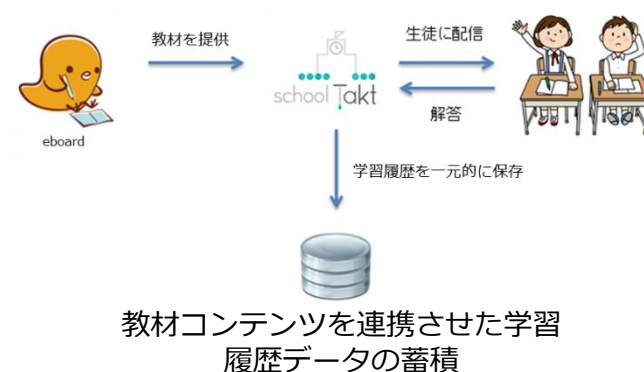 教材を提供
生徒に配信
school Takt
解答
eboard
学習履歴を一元的に保存
教材コンテンツを連携させた学習
履歴データの蓄積